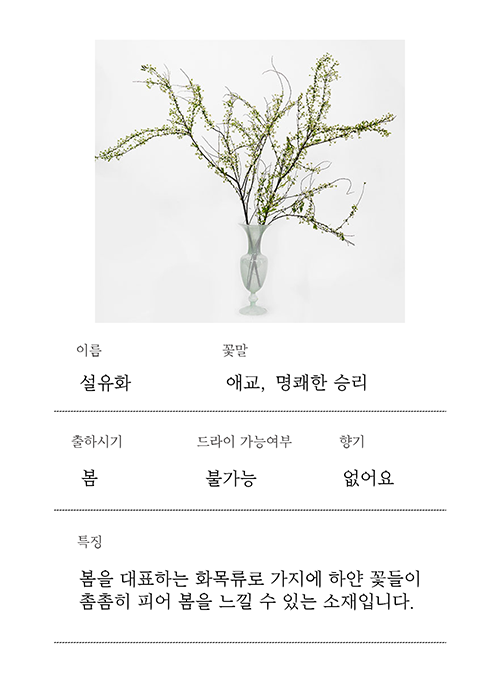 이름 꽃말
설유화 애교, 명쾌한 승리
출하시기 드라이 가능여부 향기
봄 불가능 없어요
특징
봄을 대표하는 화목류로 가지에 하얀 꽃들이
촘촘히 피어 봄을 느낄 수 있는 소재입니다.